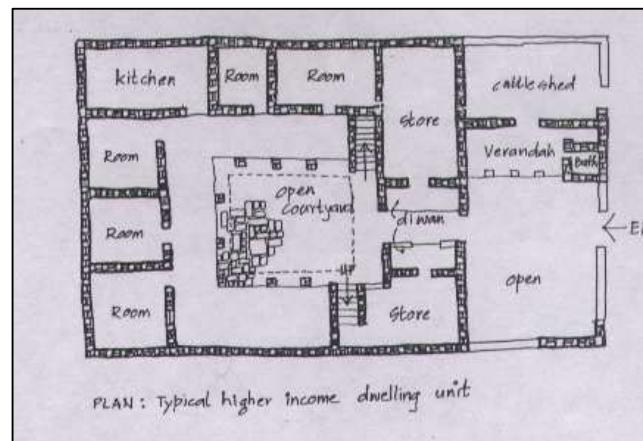 kitchen
Room
Room
cattleshed
Store
Verandah
Bath
Room
open
courtyard
diwan
Room
up
open
Room
Store
PLAN: Typical higher income dwelling unit